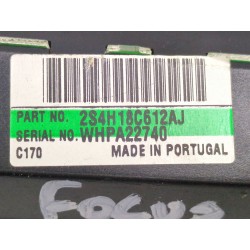 PART NO. 2S4H18C612AJ
SERIAL NO. WHPA22740
C170 MADE IN PORTUGAL
FOCUS